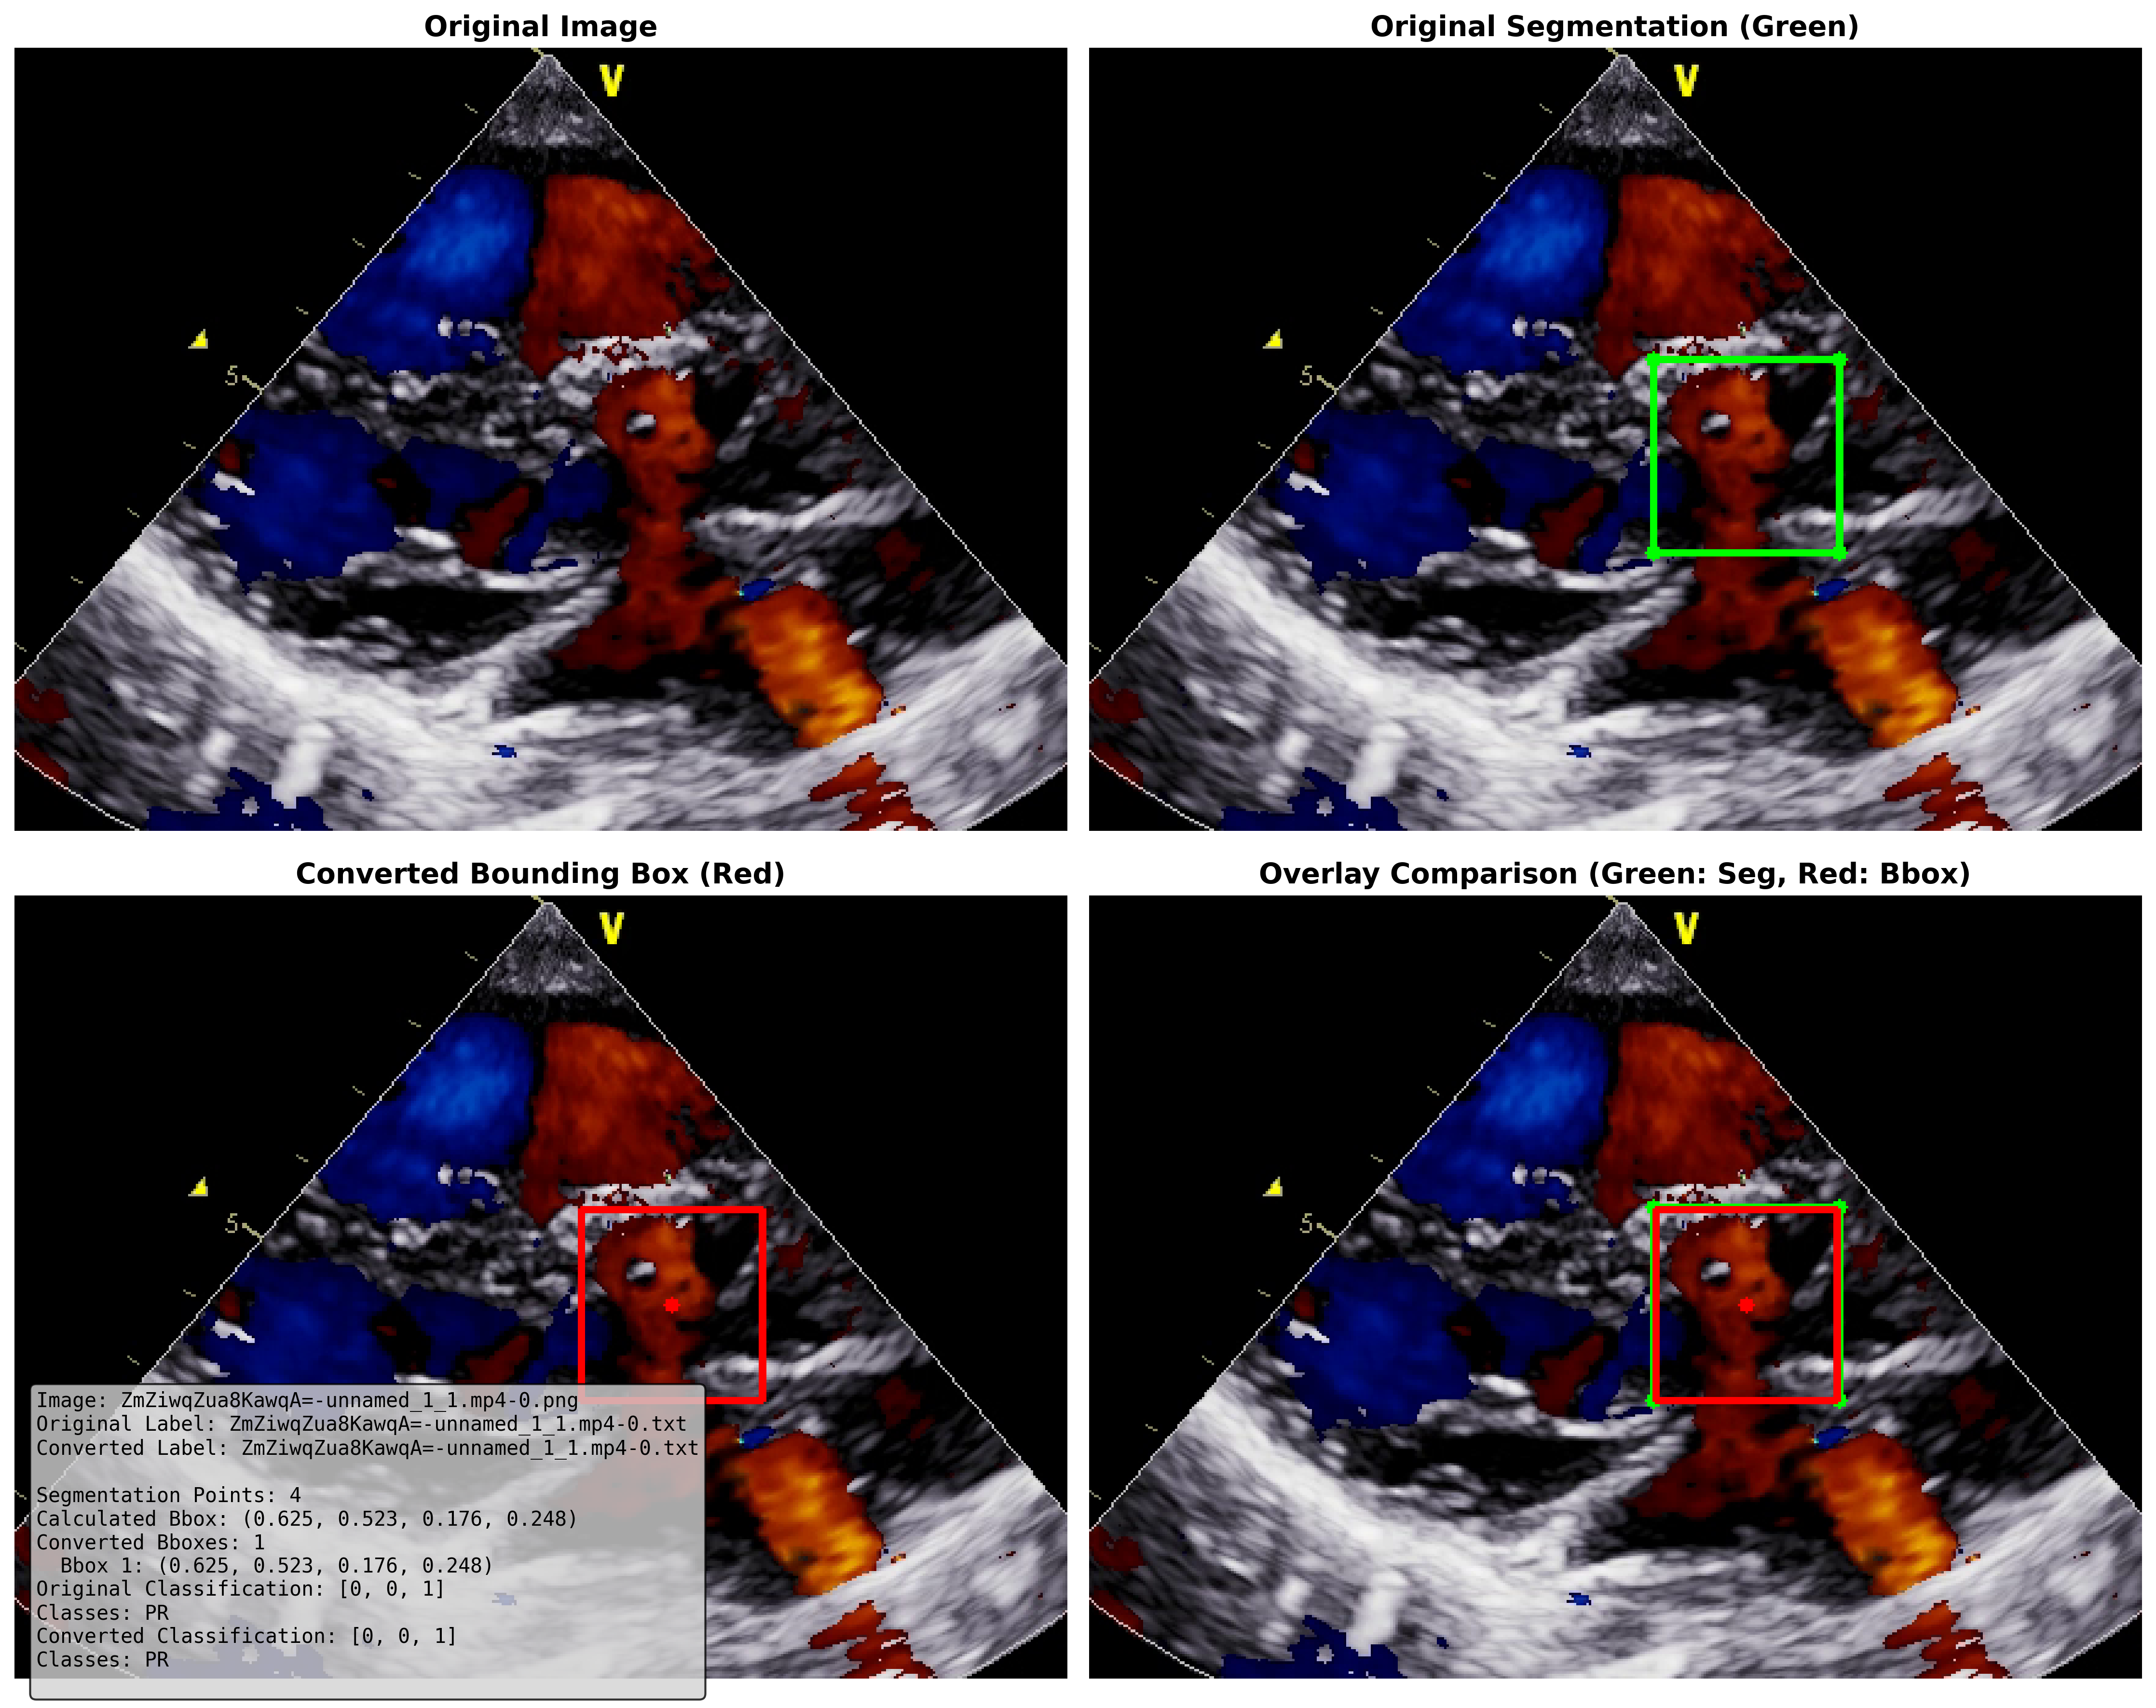 Original Image
Original Segmentation (Green)
V
5
V
5
Converted Bounding Box (Red)
Overlay Comparison (Green: Seg, Red: Bbox)
V
5
V
5
Image: ZmZiwqZua8KawqA=-unnamed_1_1.mp4-0.png
Original Label: ZmZiwqZua8KawqA=-unnamed_1_1.mp4-0.txt
Converted Label: ZmZiwqZua8KawqA=-unnamed_1_1.mp4-0.txt
Segmentation Points: 4
Calculated Bbox: (0.625, 0.523, 0.176, 0.248)
Converted Bboxes: 1
Bbox 1: (0.625, 0.523, 0.176, 0.248)
Original Classification: [0, 0, 1]
Classes: PR
Converted Classification: [0, 0, 1]
Classes: PR